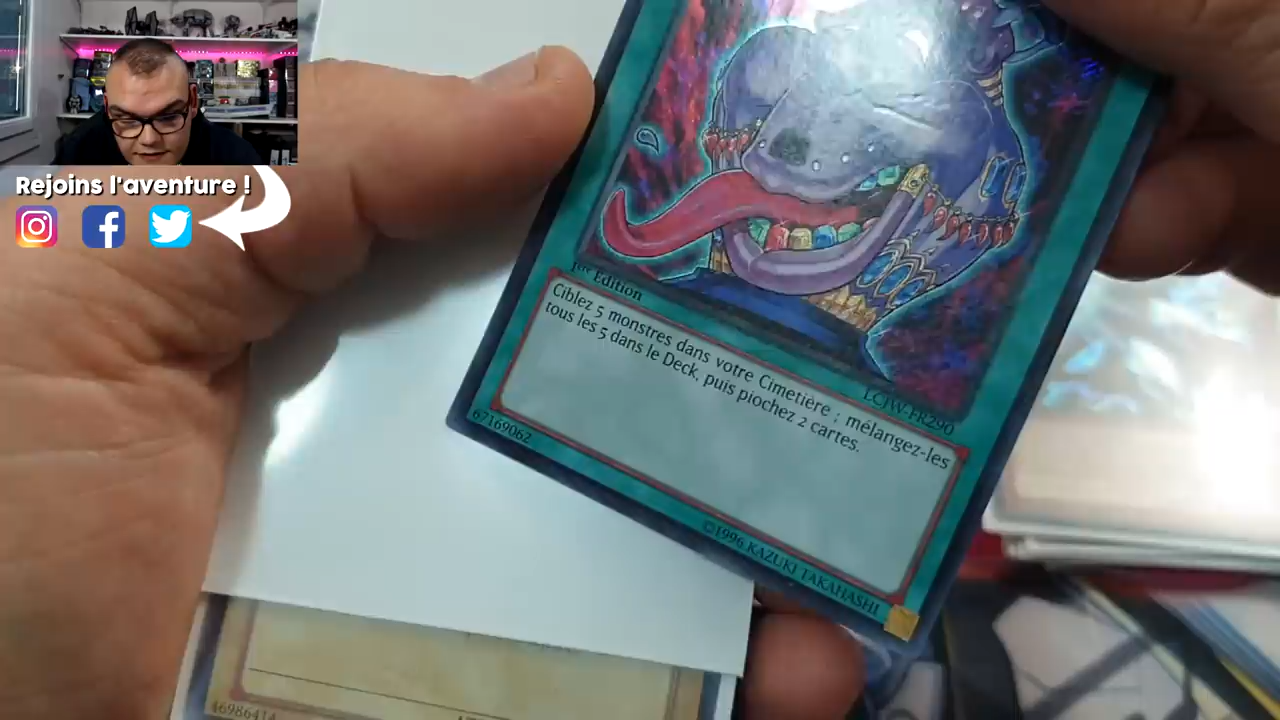 Rejoins l'aventure !
1ère Edition
LCJW-FR290
Ciblez 5 monstres dans votre Cimetière ; mélangez-les
tous les 5 dans le Deck, puis piochez 2 cartes.
67169062
©1996 KAZUKI TAKAHASHI
46986414